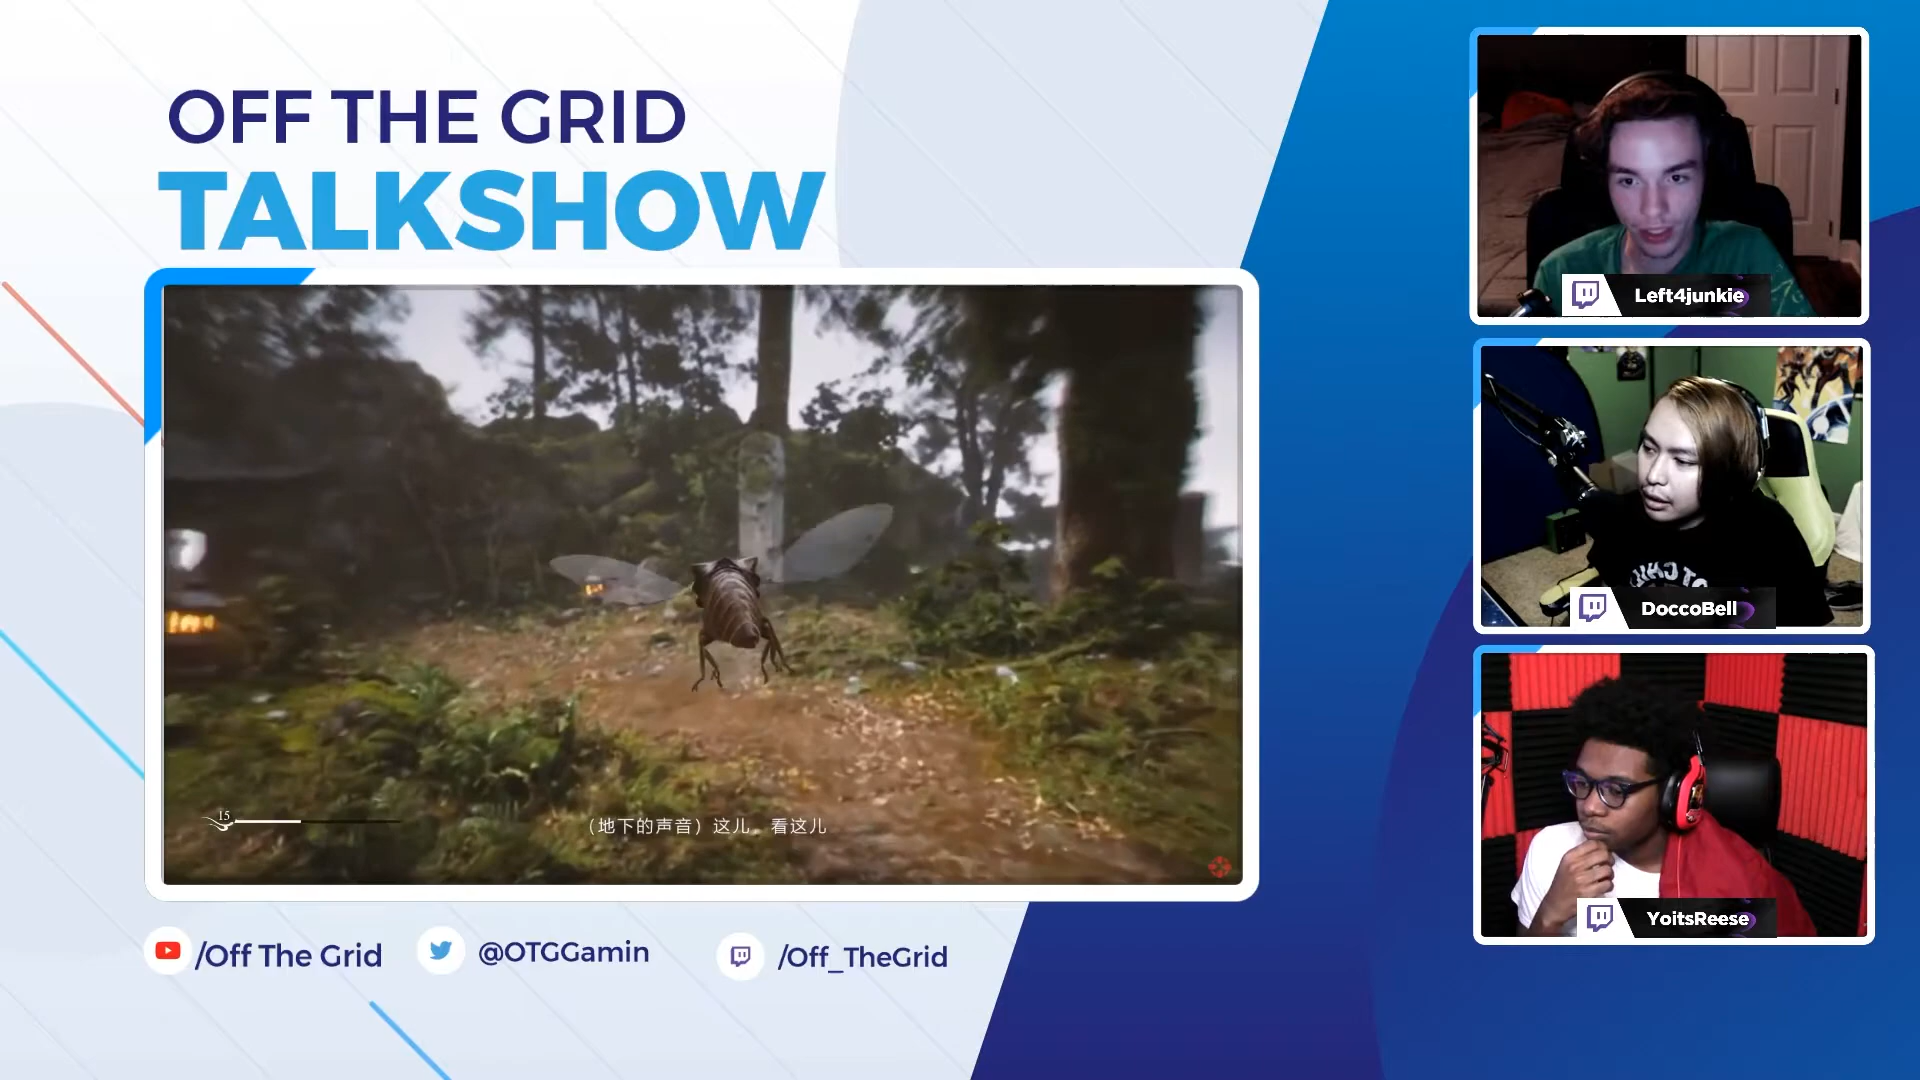 OFF THE GRID
TALKSHOW
15
（地下的声音）这儿，看这儿
/Off The Grid
@OTGGamin
/Off_TheGrid
Left4junkie
DoccoBell
YoitsReese